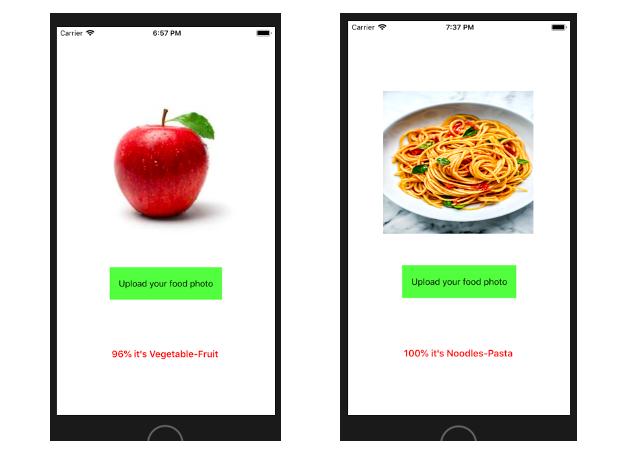 Carrier 6:57 PM
Upload your food photo
96% it's Vegetable-Fruit
Carrier 7:37 PM
Upload your food photo
100% it's Noodles-Pasta